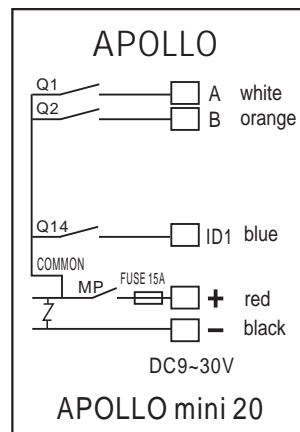 APOLLO
Q1 A white
Q2 B orange
Q14 ID1 blue
COMMON
MP FUSE 15A + red
− black
DC9~30V
APOLLO mini 20